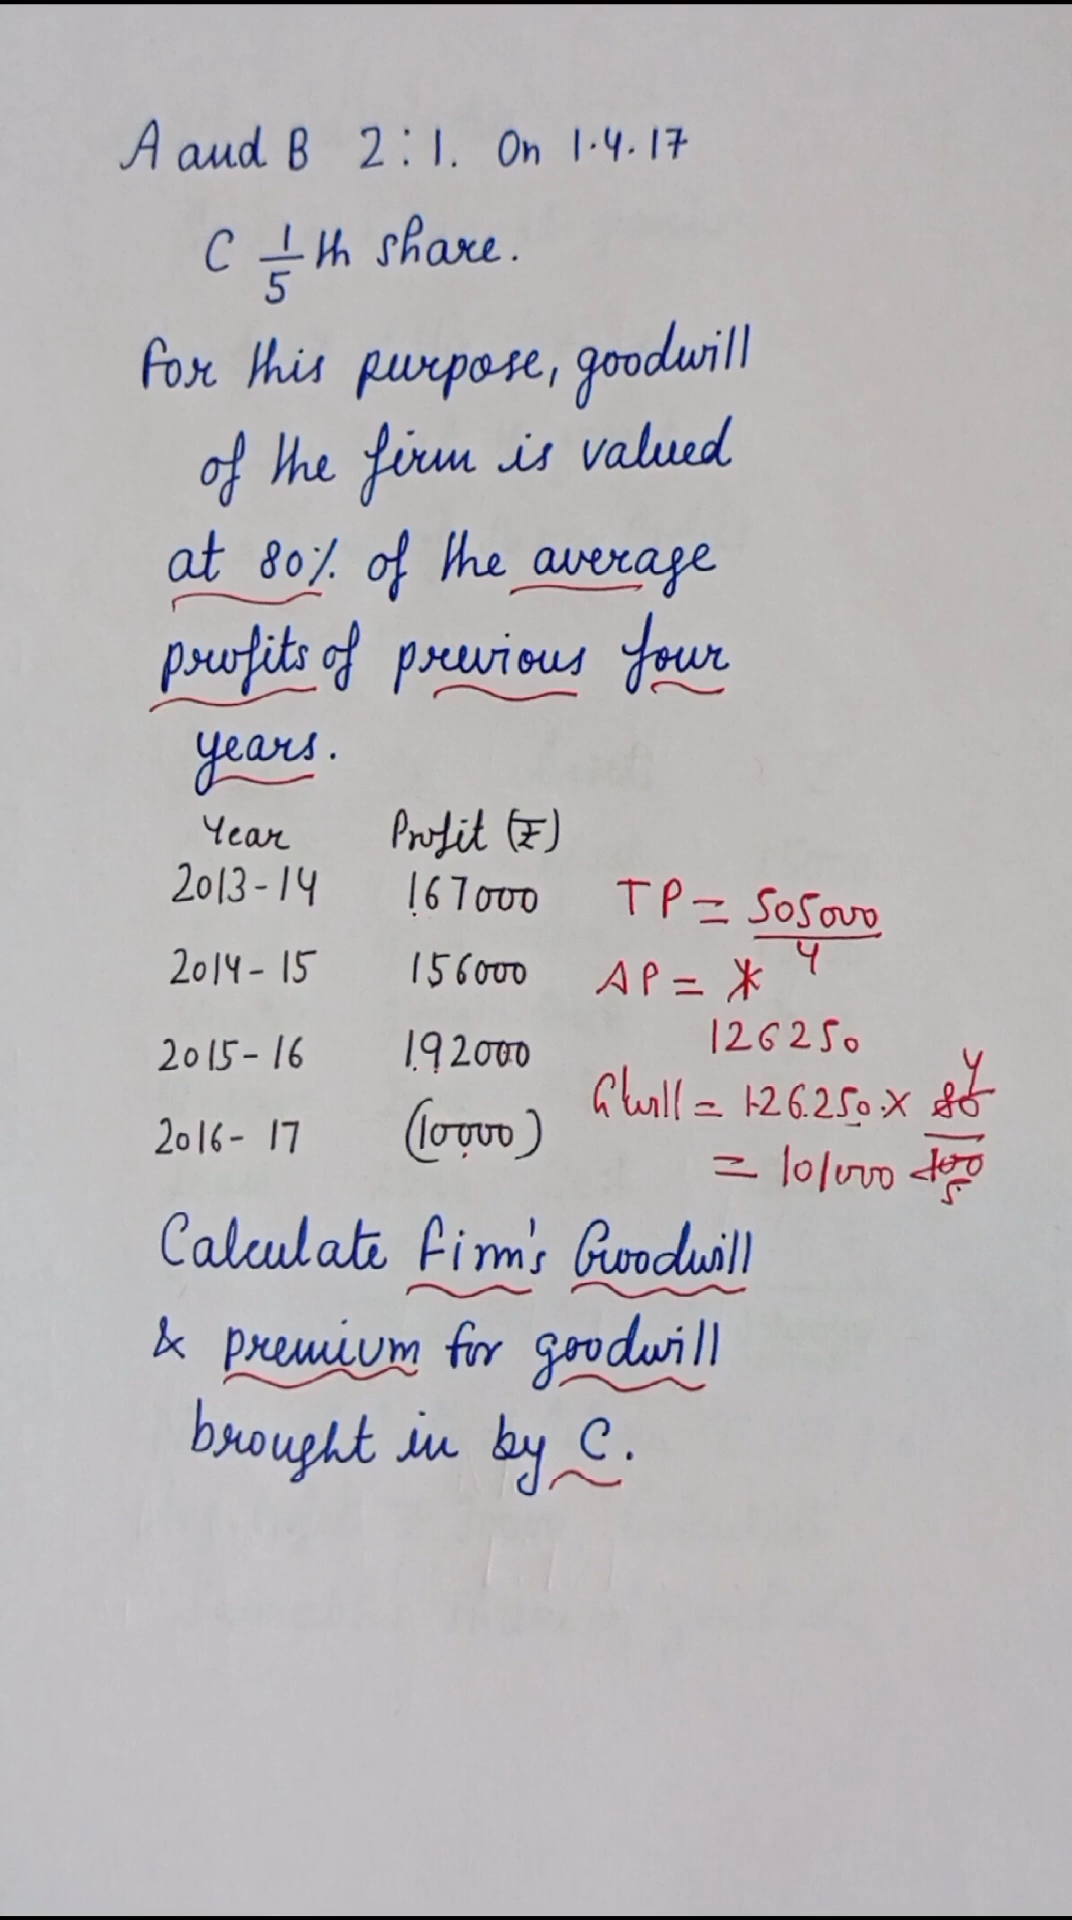 A and B 2:1. On 1.4.17
C 1/5 th share.
For this purpose, goodwill
of the firm is valued
at 80% of the average
profits of previous four
years.
Year Profit (₹)
2013-14 167000
2014-15 156000
2015-16 192000
2016-17 (10000)
TP = 505000/4
AP =
126250
G/will = 126250 x 80/100 4/5
= 101000
Calculate Firm's Goodwill
& premium for goodwill
brought in by C.